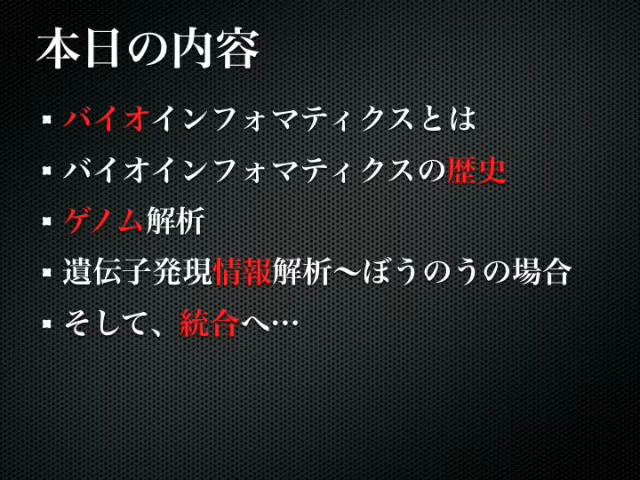 本日の内容
バイオインフォマティクスとは
バイオインフォマティクスの歴史
ゲノム解析
遺伝子発現情報解析〜ぼうのうの場合
そして、統合へ…